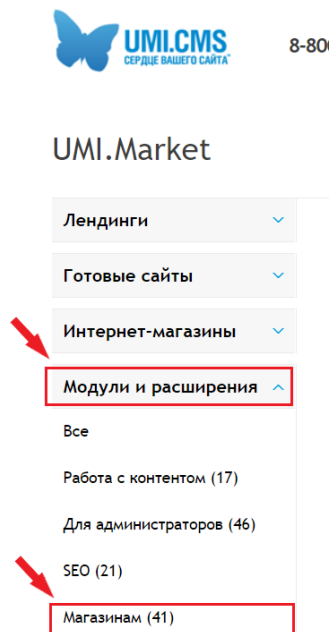 UMI.CMS
СЕРДЦЕ ВАШЕГО САЙТА
8-800
UMI.Market
Лендинги
Готовые сайты
Интернет-магазины
Модули и расширения
Все
Работа с контентом (17)
Для администраторов (46)
SEO (21)
Магазинам (41)